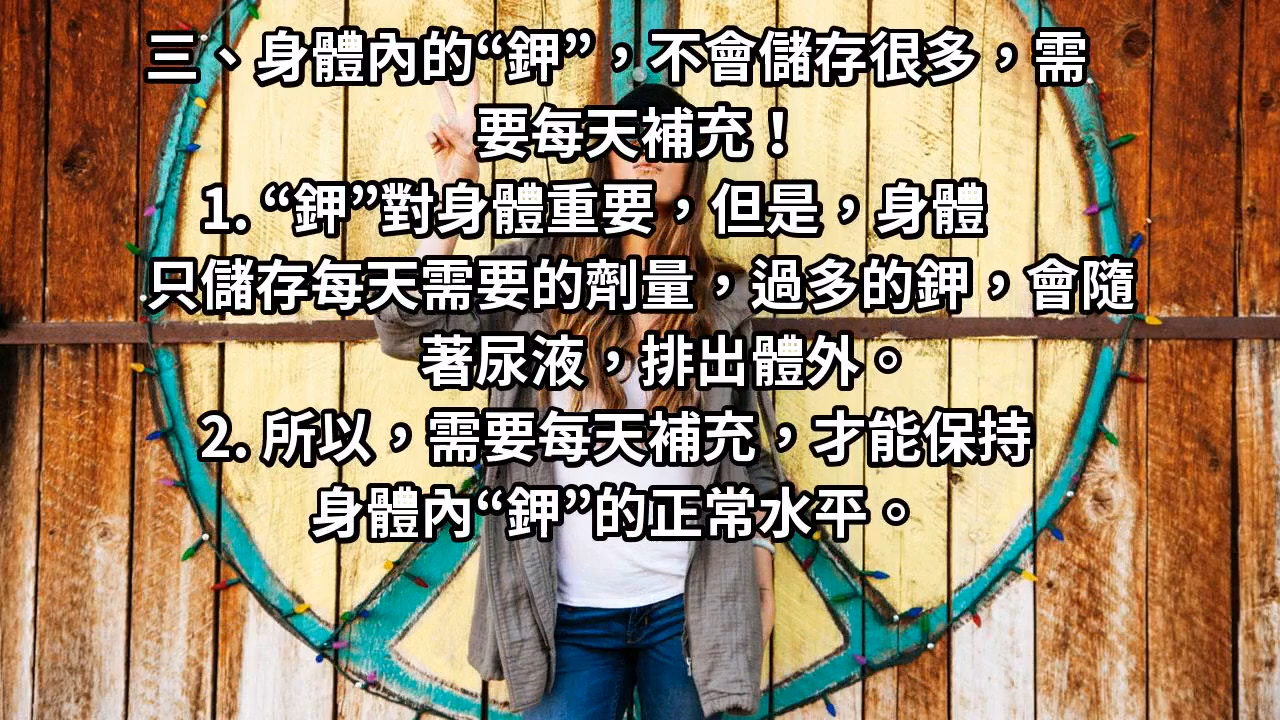 三、身體內的“鉀”，不會儲存很多，需
要每天補充！
1. “鉀”對身體重要，但是，身體
只儲存每天需要的劑量，過多的鉀，會隨
著尿液，排出體外。
2. 所以，需要每天補充，才能保持
身體內“鉀”的正常水平。